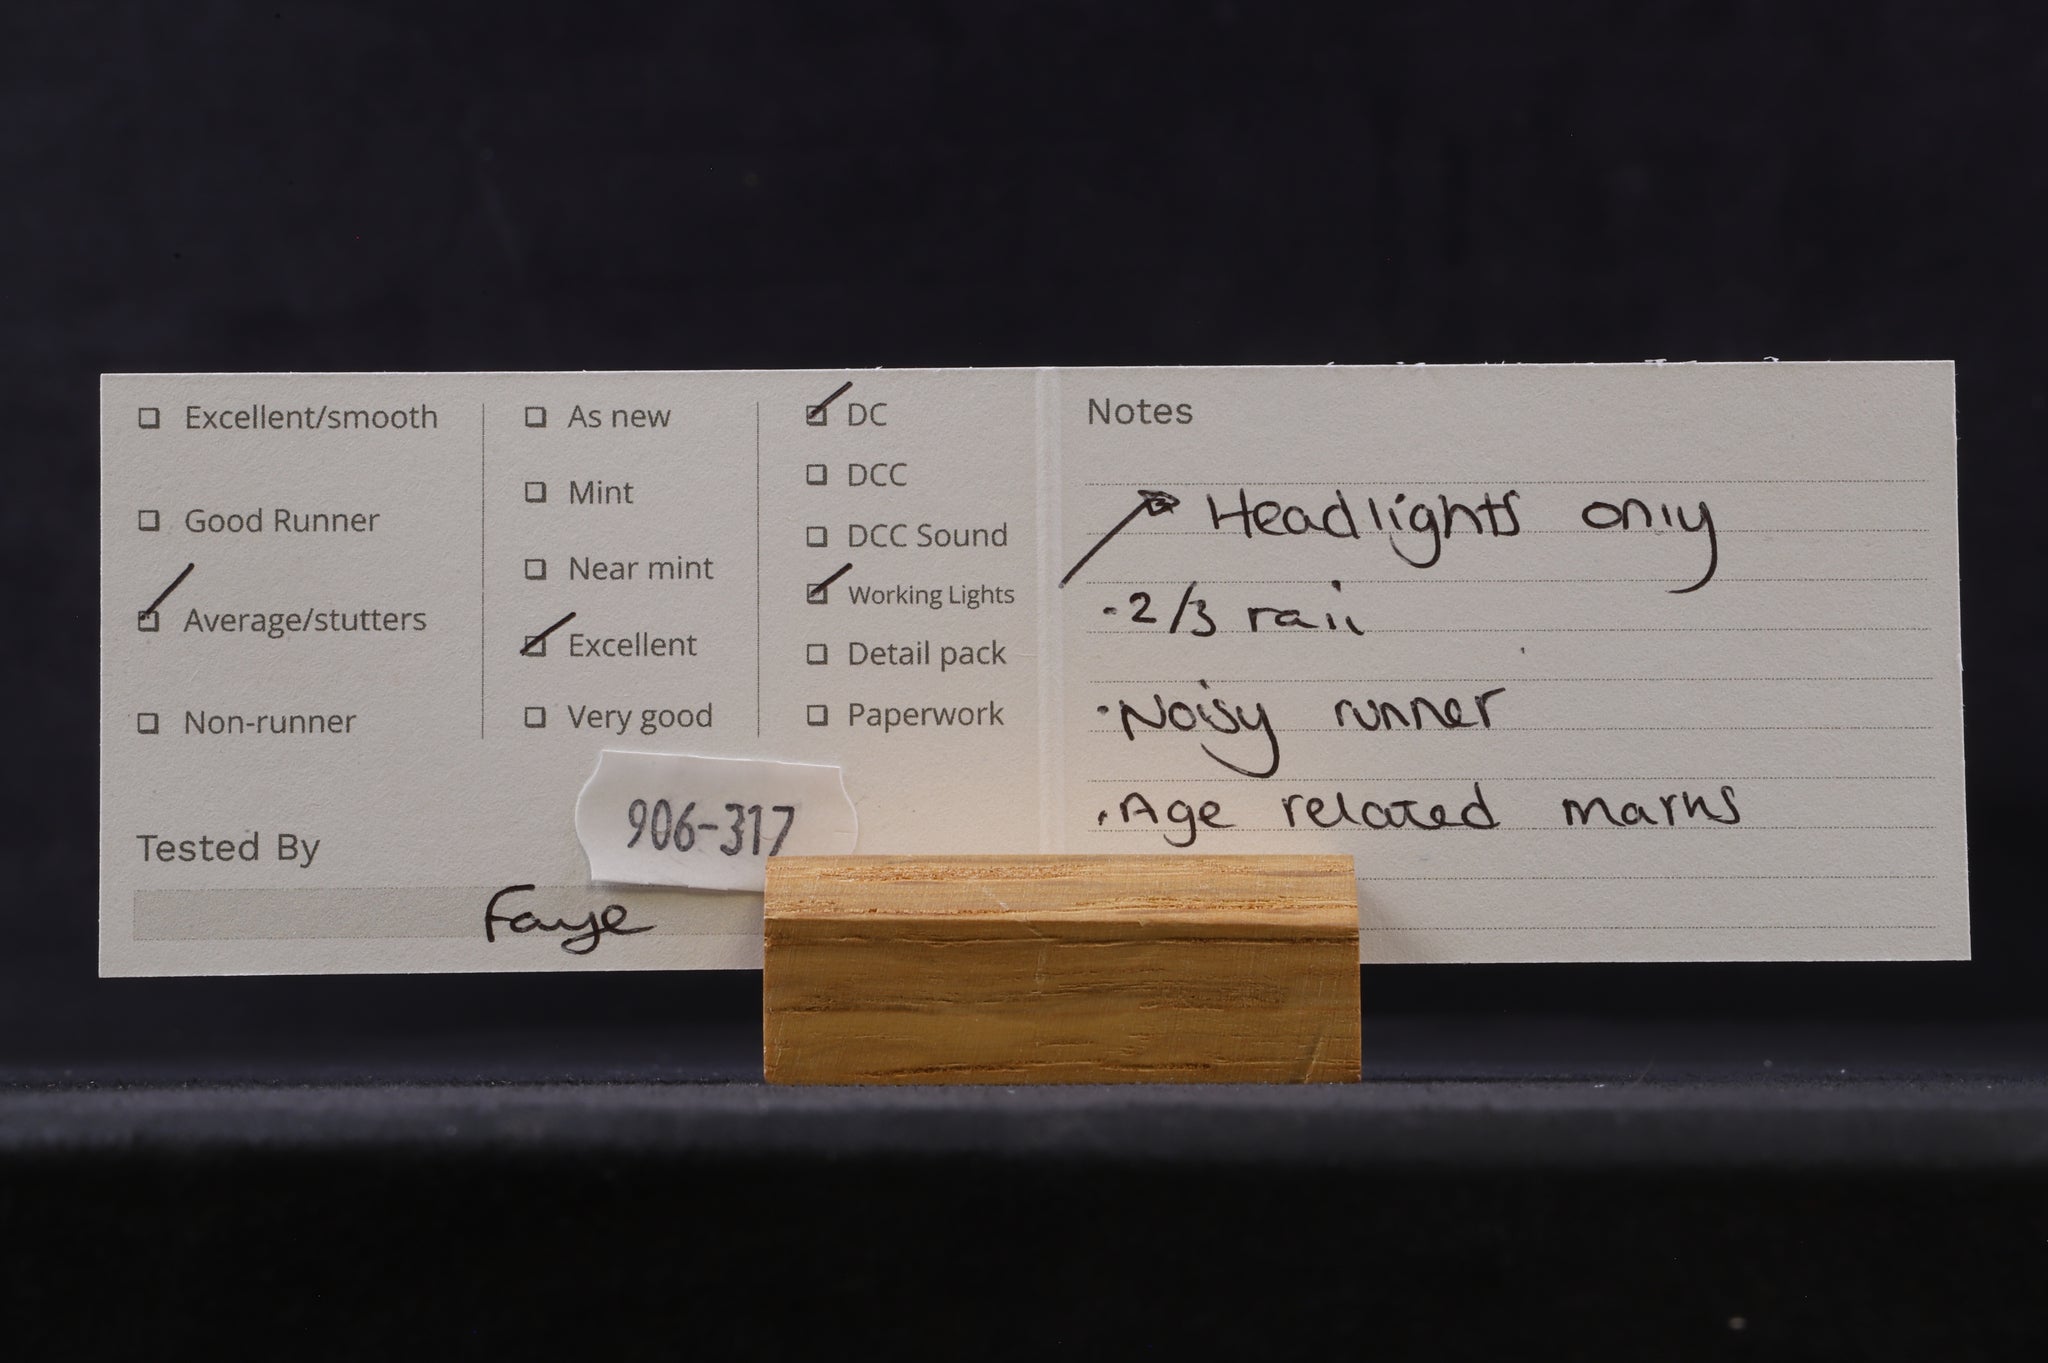 Excellent/smooth
Good Runner
Average/stutters
Non-runner
As new
Mint
Near mint
Excellent
Very good
DC
DCC
DCC Sound
Working Lights
Detail pack
Paperwork
Tested By
Faye
906-317
Notes
Headlights only
·2/3 rail
·Noisy runner
·Age related marks